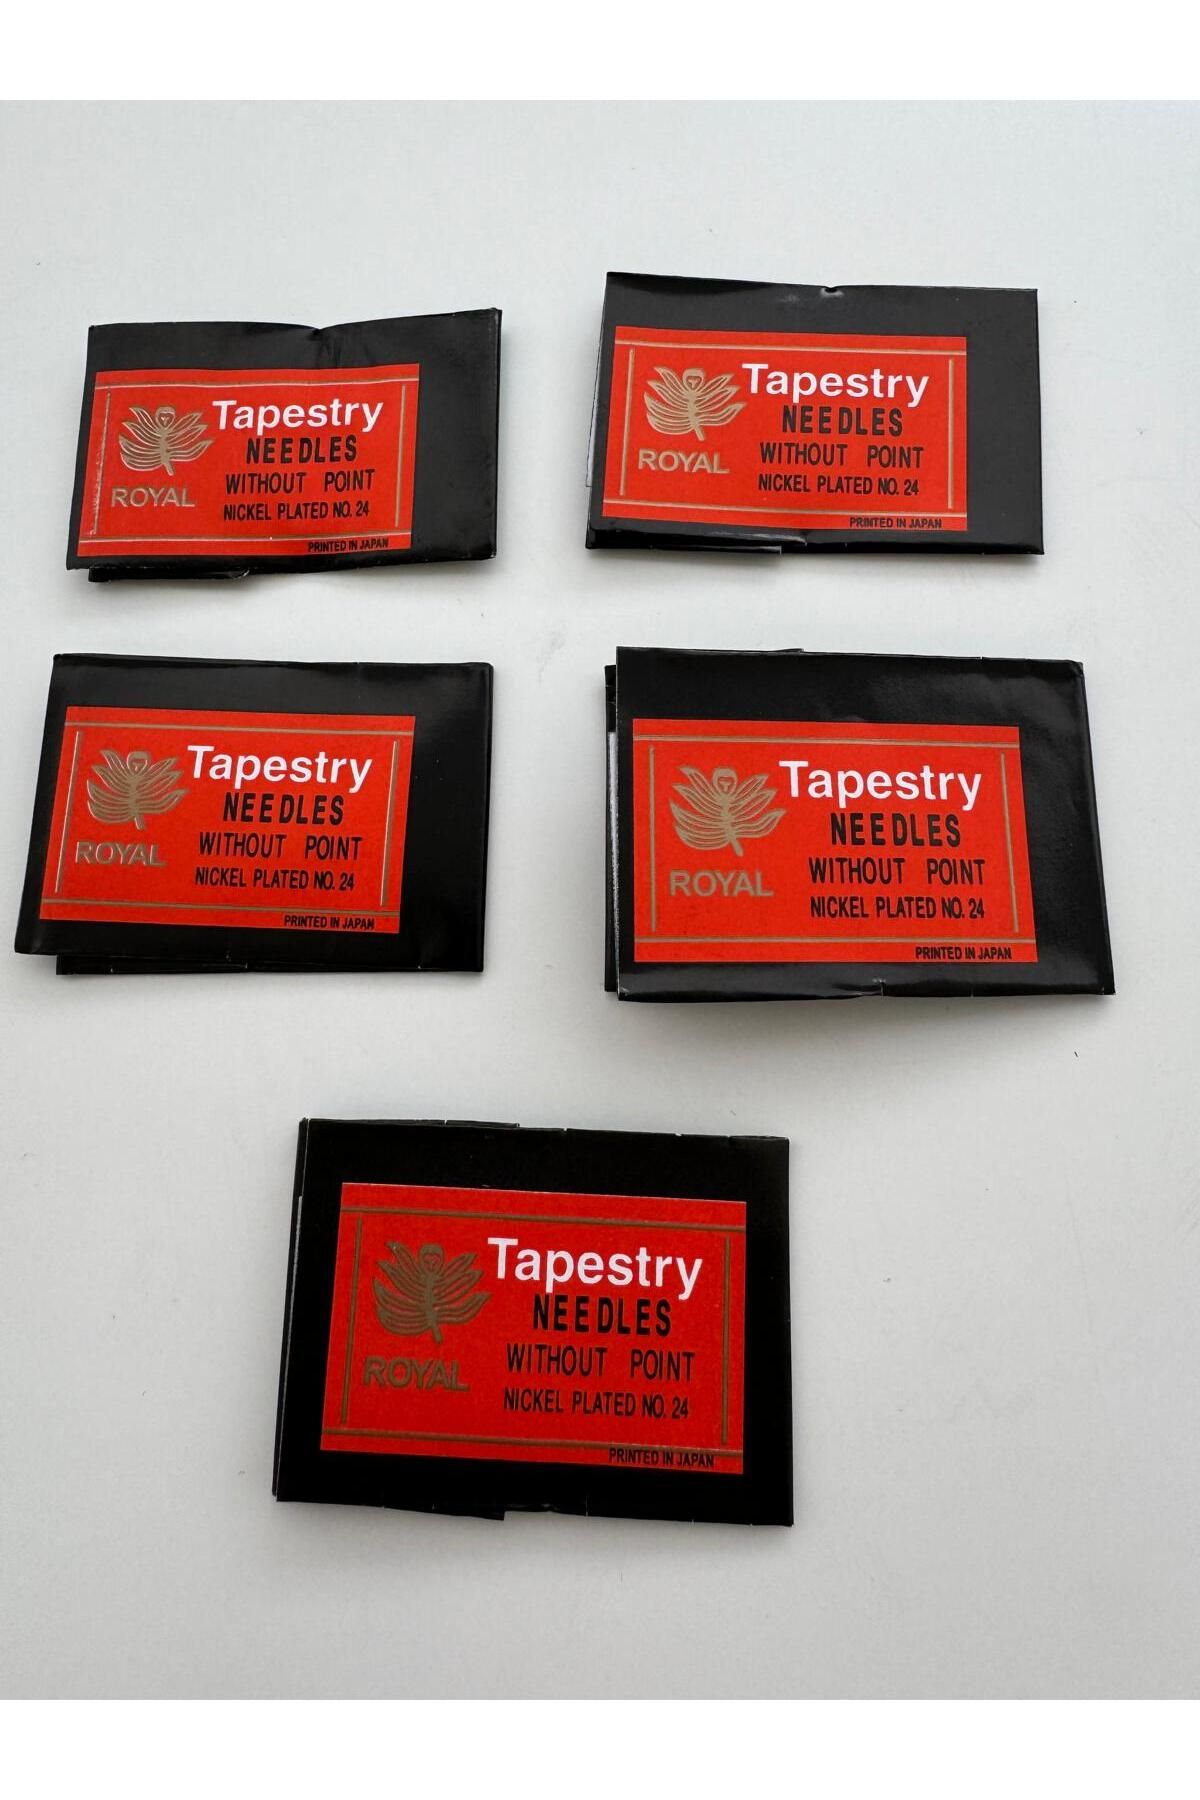 Tapestry
NEEDLES
WITHOUT POINT
ROYAL
NICKEL PLATED NO. 24
PRINTED IN JAPAN
Tapestry
NEEDLES
WITHOUT POINT
ROYAL
NICKEL PLATED NO. 24
PRINTED IN JAPAN
Tapestry
NEEDLES
WITHOUT POINT
ROYAL
NICKEL PLATED NO. 24
PRINTED IN JAPAN
Tapestry
NEEDLES
WITHOUT POINT
ROYAL
NICKEL PLATED NO. 24
PRINTED IN JAPAN
Tapestry
NEEDLES
WITHOUT POINT
ROYAL
NICKEL PLATED NO. 24
PRINTED IN JAPAN